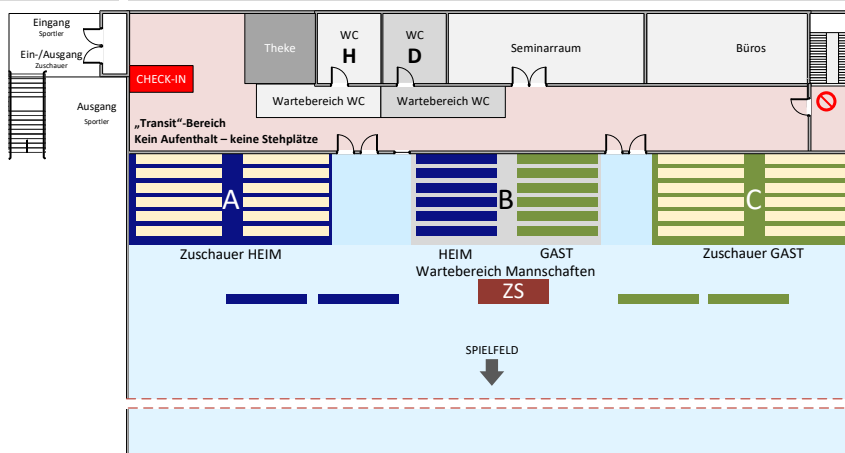 Eingang
Sportler
Ein-/Ausgang
Zuschauer
Ausgang
Sportler
CHECK-IN
Theke
WC
H
WC
D
Seminarraum
Büros
Wartebereich WC
Wartebereich WC
„Transit“-Bereich
Kein Aufenthalt – keine Stehplätze
A
B
C
Zuschauer HEIM
HEIM
GAST
Zuschauer GAST
Wartebereich Mannschaften
ZS
SPIELFELD